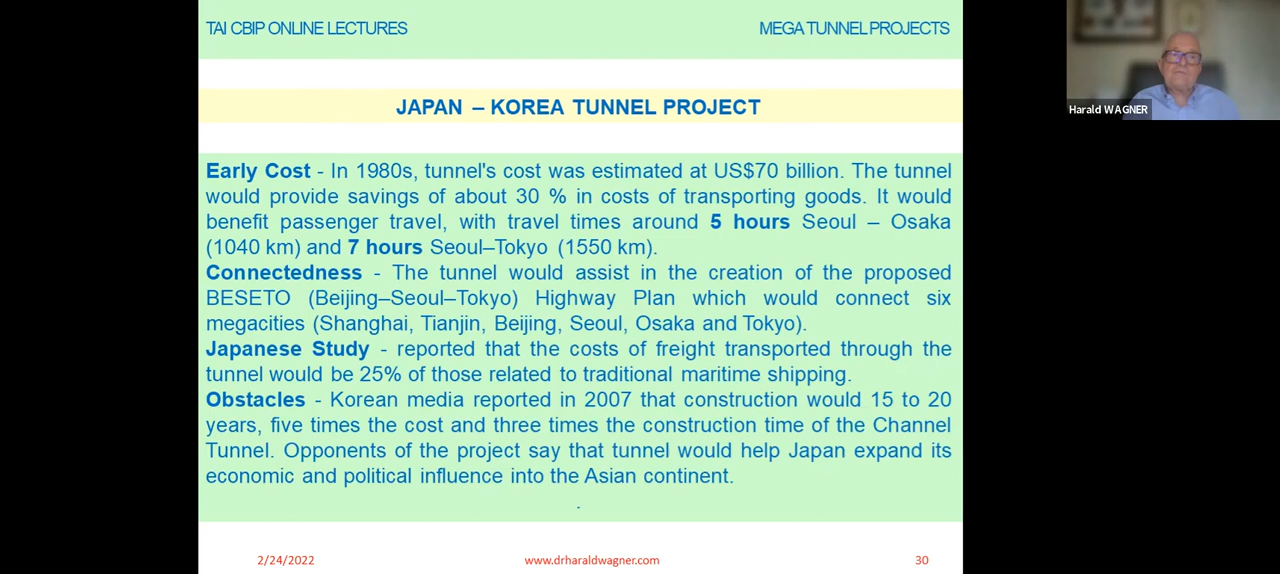 TAI CBIP ONLINE LECTURES
MEGA TUNNEL PROJECTS
Harald WAGNER
JAPAN – KOREA TUNNEL PROJECT
Early Cost - In 1980s, tunnel's cost was estimated at US$70 billion. The tunnel
would provide savings of about 30 % in costs of transporting goods. It would
benefit passenger travel, with travel times around 5 hours Seoul – Osaka
(1040 km) and 7 hours Seoul–Tokyo (1550 km).
Connectedness - The tunnel would assist in the creation of the proposed
BESETO (Beijing–Seoul–Tokyo) Highway Plan which would connect six
megacities (Shanghai, Tianjin, Beijing, Seoul, Osaka and Tokyo).
Japanese Study - reported that the costs of freight transported through the
tunnel would be 25% of those related to traditional maritime shipping.
Obstacles - Korean media reported in 2007 that construction would 15 to 20
years, five times the cost and three times the construction time of the Channel
Tunnel. Opponents of the project say that tunnel would help Japan expand its
economic and political influence into the Asian continent.
.
2/24/2022
www.drharaldwagner.com
30